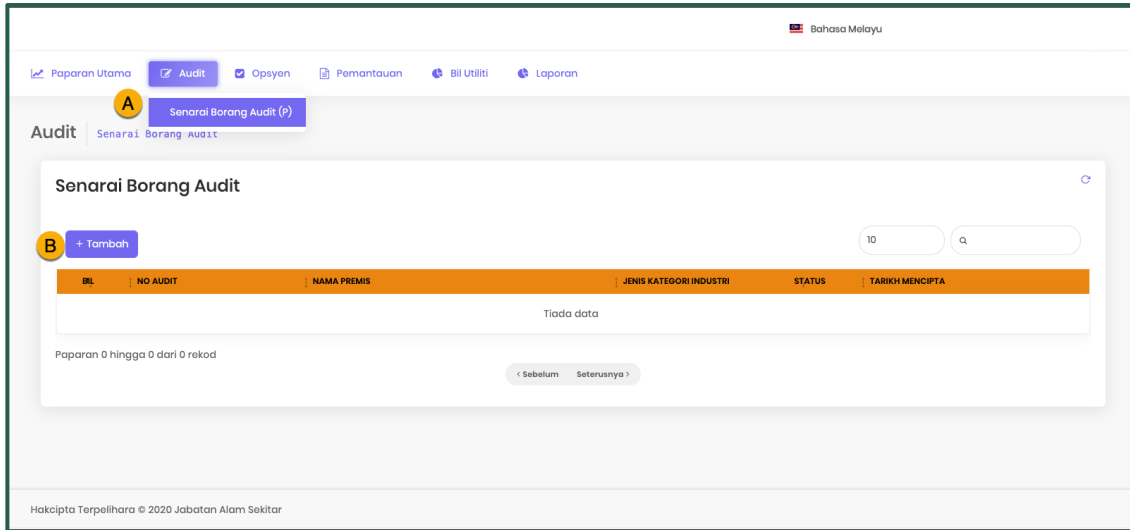 Bahasa Melayu
Paparan Utama Audit Opsyen Pemantauan Bil Utiliti Laporan
A
Senarai Borang Audit (P)
Audit Senarai Borang Audit
Senarai Borang Audit
B + Tambah 10
BIL NO AUDIT NAMA PREMIS JENIS KATEGORI INDUSTRI STATUS TARIKH MENCIPTA
Tiada data
Paparan 0 hingga 0 dari 0 rekod
< Sebelum Seterusnya >
Hakcipta Terpelihara © 2020 Jabatan Alam Sekitar